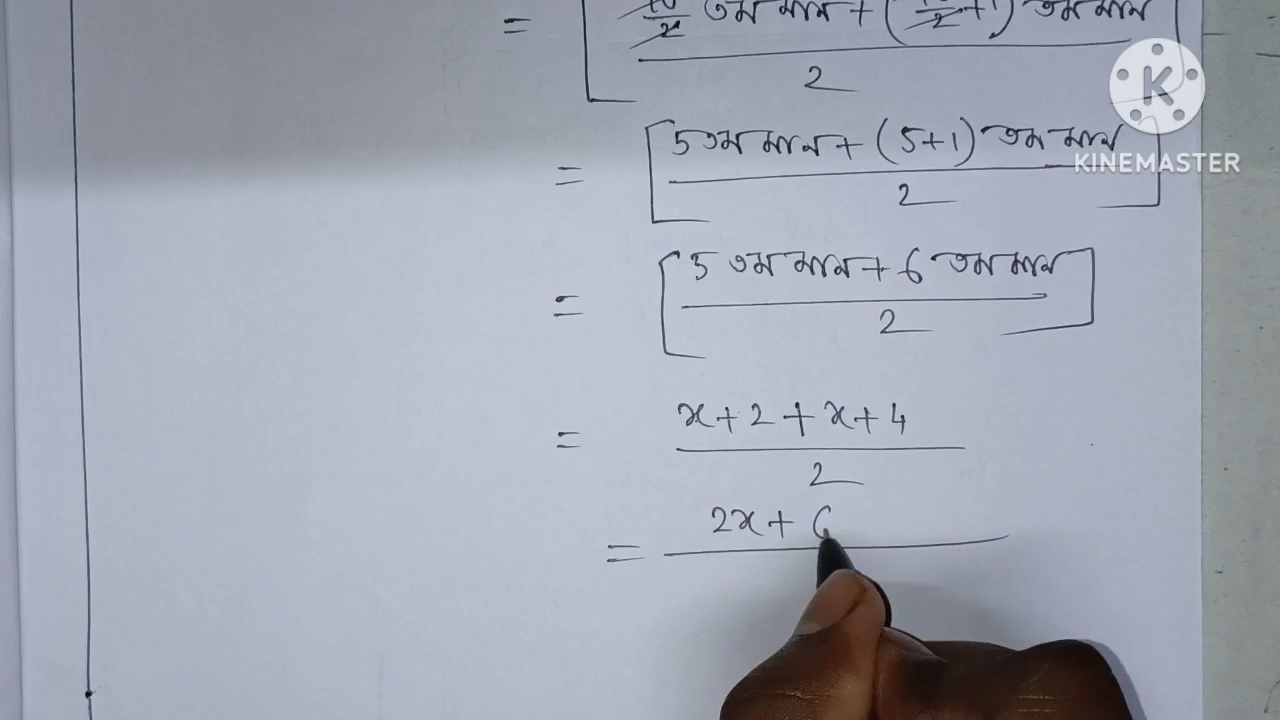 = [ 10/2 তম মান + (10/2 + 1) তম মান / 2
= [ 5 তম মান + (5+1) তম মান / 2 ]
= [ 5 তম মান + 6 তম মান / 2 ]
= x + 2 + x + 4 / 2
= 2x + 6
K
KINEMASTER